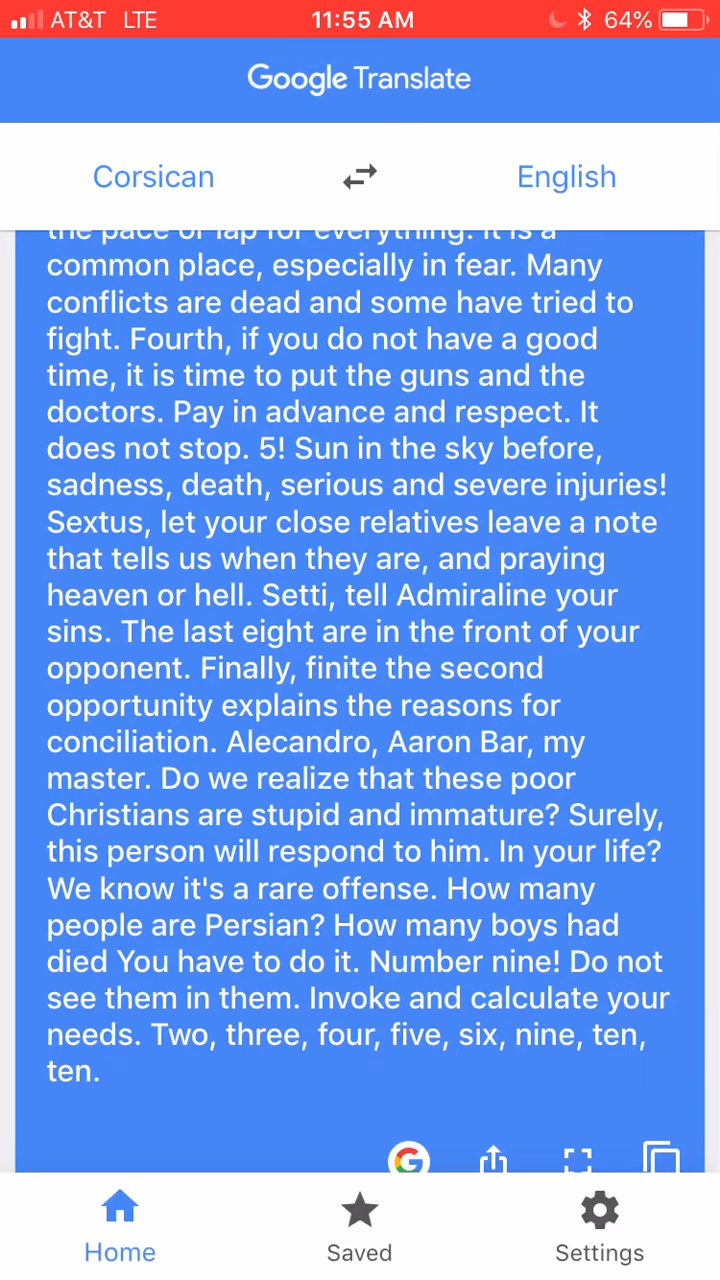 AT&T LTE 11:55 AM 64%
Google Translate
Corsican English
the pace or lap for everything. It is a
common place, especially in fear. Many
conflicts are dead and some have tried to
fight. Fourth, if you do not have a good
time, it is time to put the guns and the
doctors. Pay in advance and respect. It
does not stop. 5! Sun in the sky before,
sadness, death, serious and severe injuries!
Sextus, let your close relatives leave a note
that tells us when they are, and praying
heaven or hell. Setti, tell Admiraline your
sins. The last eight are in the front of your
opponent. Finally, finite the second
opportunity explains the reasons for
conciliation. Alecandro, Aaron Bar, my
master. Do we realize that these poor
Christians are stupid and immature? Surely,
this person will respond to him. In your life?
We know it's a rare offense. How many
people are Persian? How many boys had
died You have to do it. Number nine! Do not
see them in them. Invoke and calculate your
needs. Two, three, four, five, six, nine, ten,
ten.
G
Home Saved Settings